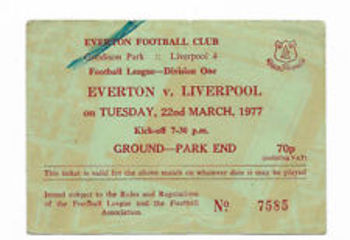 EVERTON FOOTBALL CLUB
Goodison Park :: Liverpool 4
Football League—Division One
EVERTON v. LIVERPOOL
on TUESDAY, 22nd MARCH, 1977
Kick-off 7-30 p.m.
GROUND—PARK END 70p
(including VAT)
This ticket is valid for the above match on whatever date it may be played
Issued subject to the Rules and Regulations
of the Football League and the Football
Association.
No. 7585